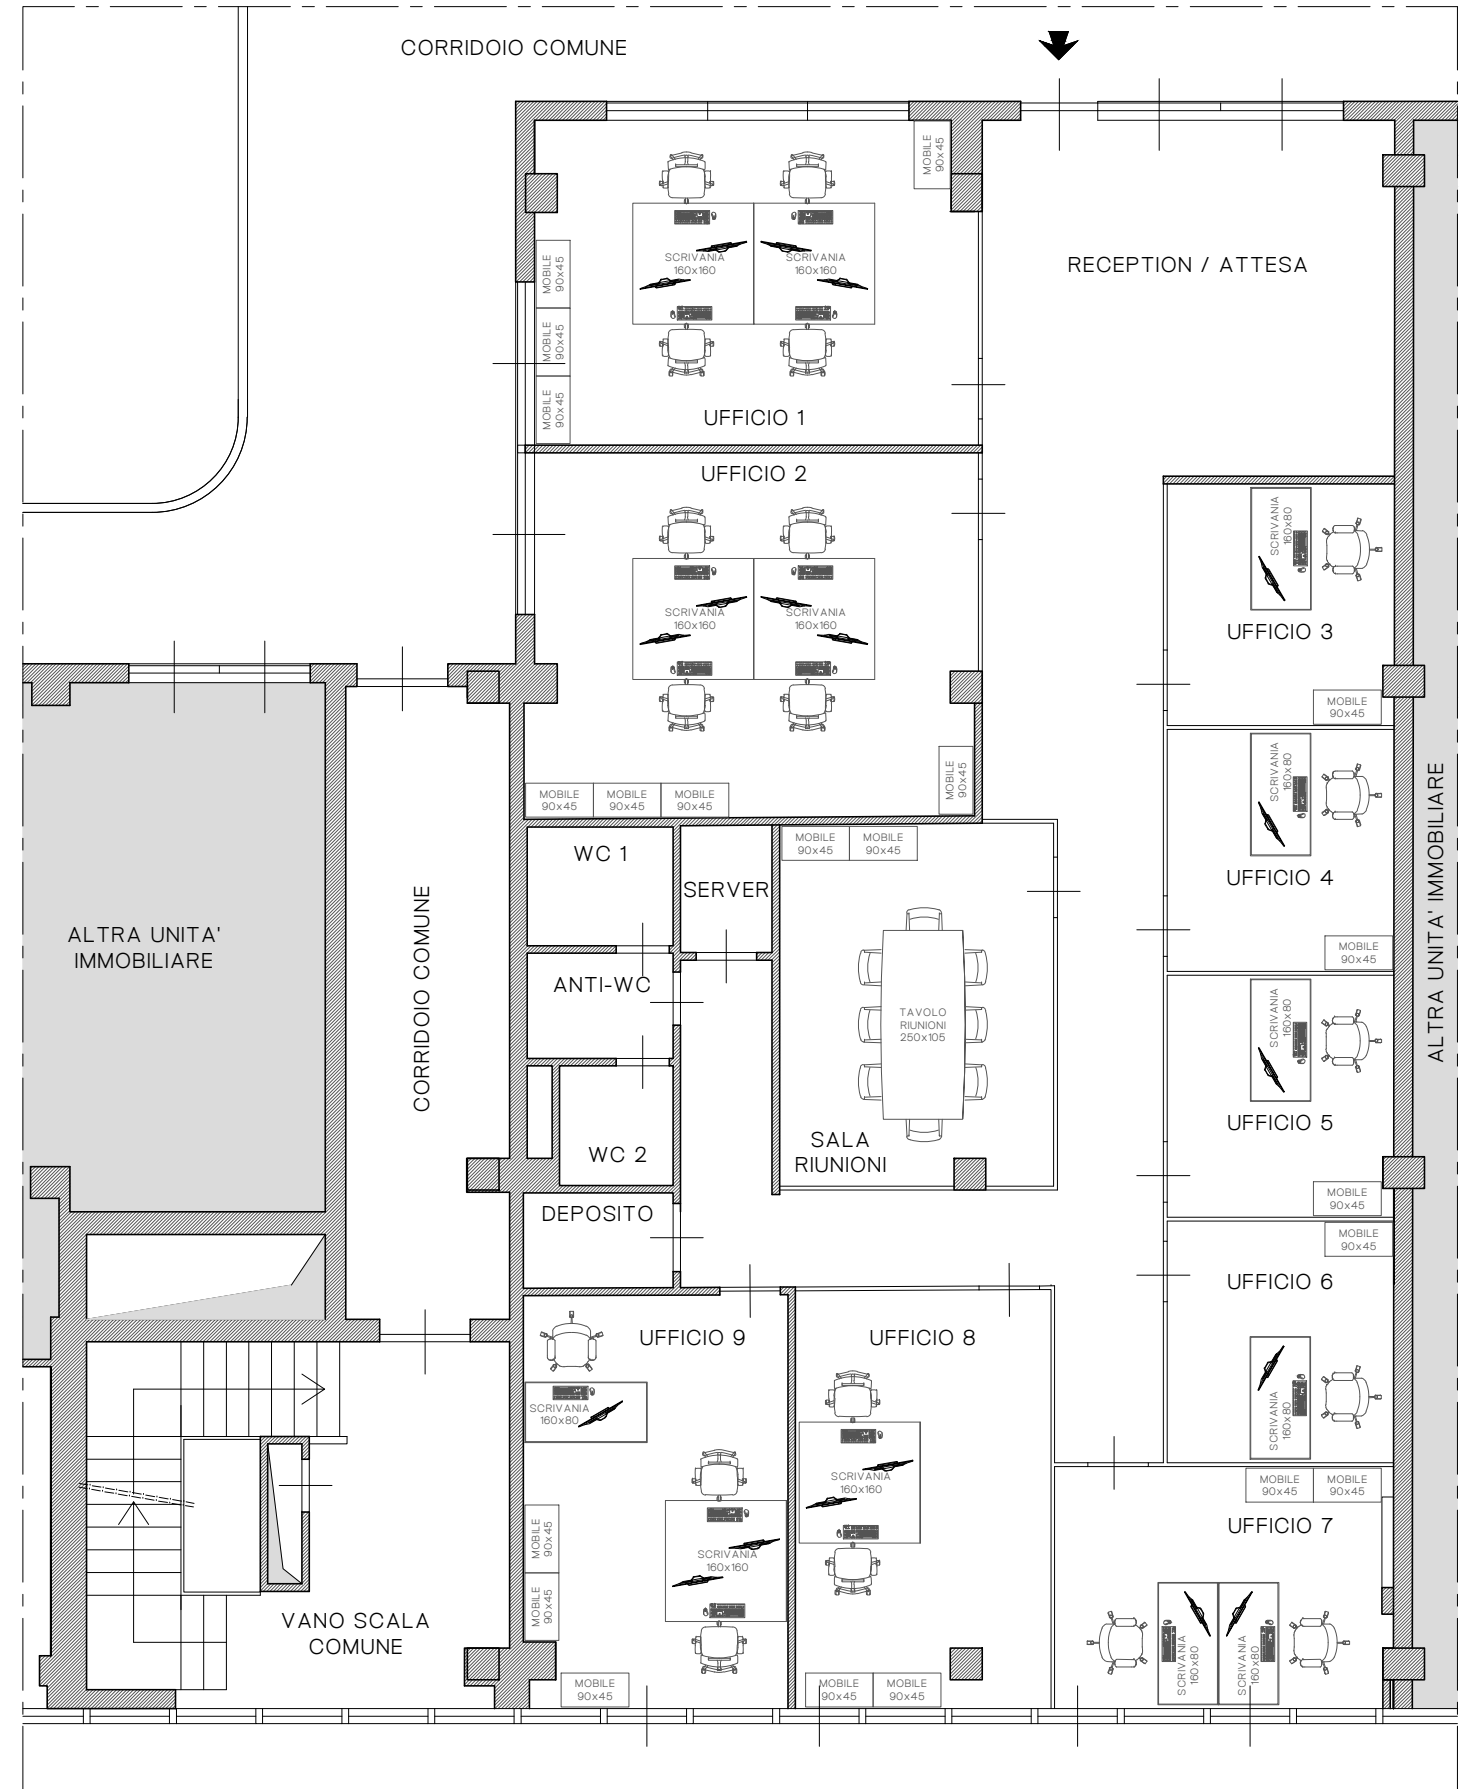 CORRIDOIO COMUNE
MOBILE
90x45
SCRIVANIA
160x160
SCRIVANIA
160x160
MOBILE
90x45
MOBILE
90x45
MOBILE
90x45
RECEPTION / ATTESA
UFFICIO 1
UFFICIO 2
SCRIVANIA
160x160
SCRIVANIA
160x160
MOBILE
90x45
MOBILE
90x45
MOBILE
90x45
MOBILE
90x45
SCRIVANIA
160x80
UFFICIO 3
MOBILE
90x45
SCRIVANIA
160x80
UFFICIO 4
MOBILE
90x45
SCRIVANIA
160x80
UFFICIO 5
MOBILE
90x45
MOBILE
90x45
UFFICIO 6
SCRIVANIA
160x80
ALTRA UNITA' IMMOBILIARE
ALTRA UNITA'
IMMOBILIARE
CORRIDOIO COMUNE
WC 1
SERVER
ANTI-WC
WC 2
DEPOSITO
MOBILE
90x45
MOBILE
90x45
TAVOLO
RIUNIONI
250x105
SALA
RIUNIONI
UFFICIO 9
SCRIVANIA
160x80
SCRIVANIA
160x160
MOBILE
90x45
MOBILE
90x45
MOBILE
90x45
UFFICIO 8
SCRIVANIA
160x160
MOBILE
90x45
MOBILE
90x45
MOBILE
90x45
MOBILE
90x45
UFFICIO 7
SCRIVANIA
160x80
SCRIVANIA
160x80
VANO SCALA
COMUNE